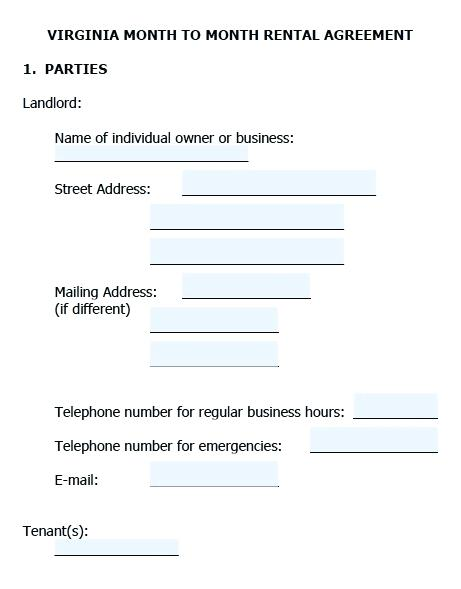 VIRGINIA MONTH TO MONTH RENTAL AGREEMENT
1. PARTIES
Landlord:
Name of individual owner or business:
Street Address:
Mailing Address:
(if different)
Telephone number for regular business hours:
Telephone number for emergencies:
E-mail:
Tenant(s):